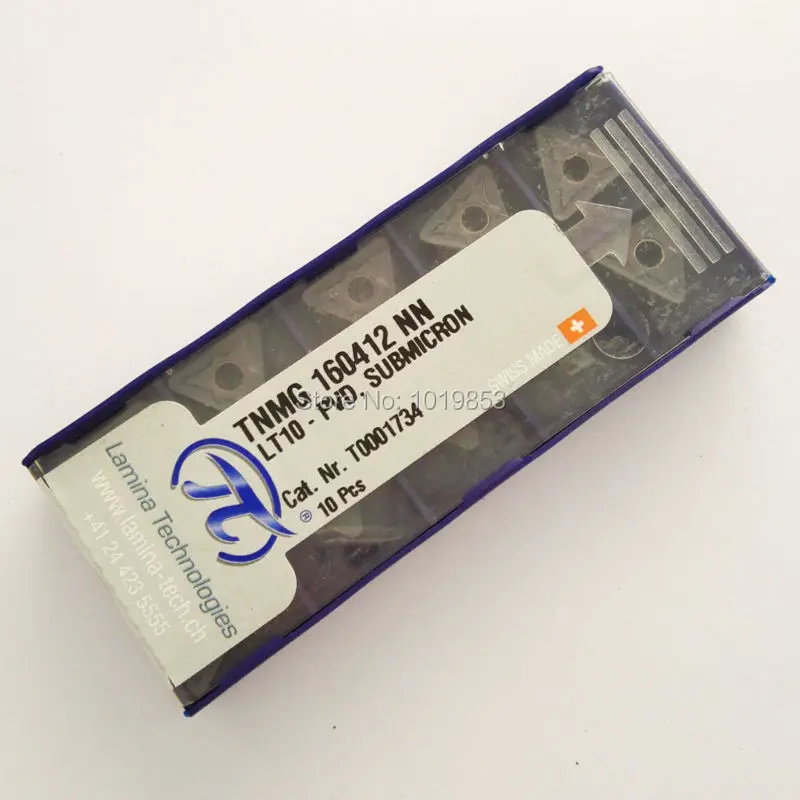 TNMG 160412 NN
LT10 - PVD, SUBMICRON
Cat. Nr. T0001734
® 10 Pcs
SWISS MADE
Lamina Technologies
www.lamina-tech.ch
+41 24 423 5555
Store No: 1019853